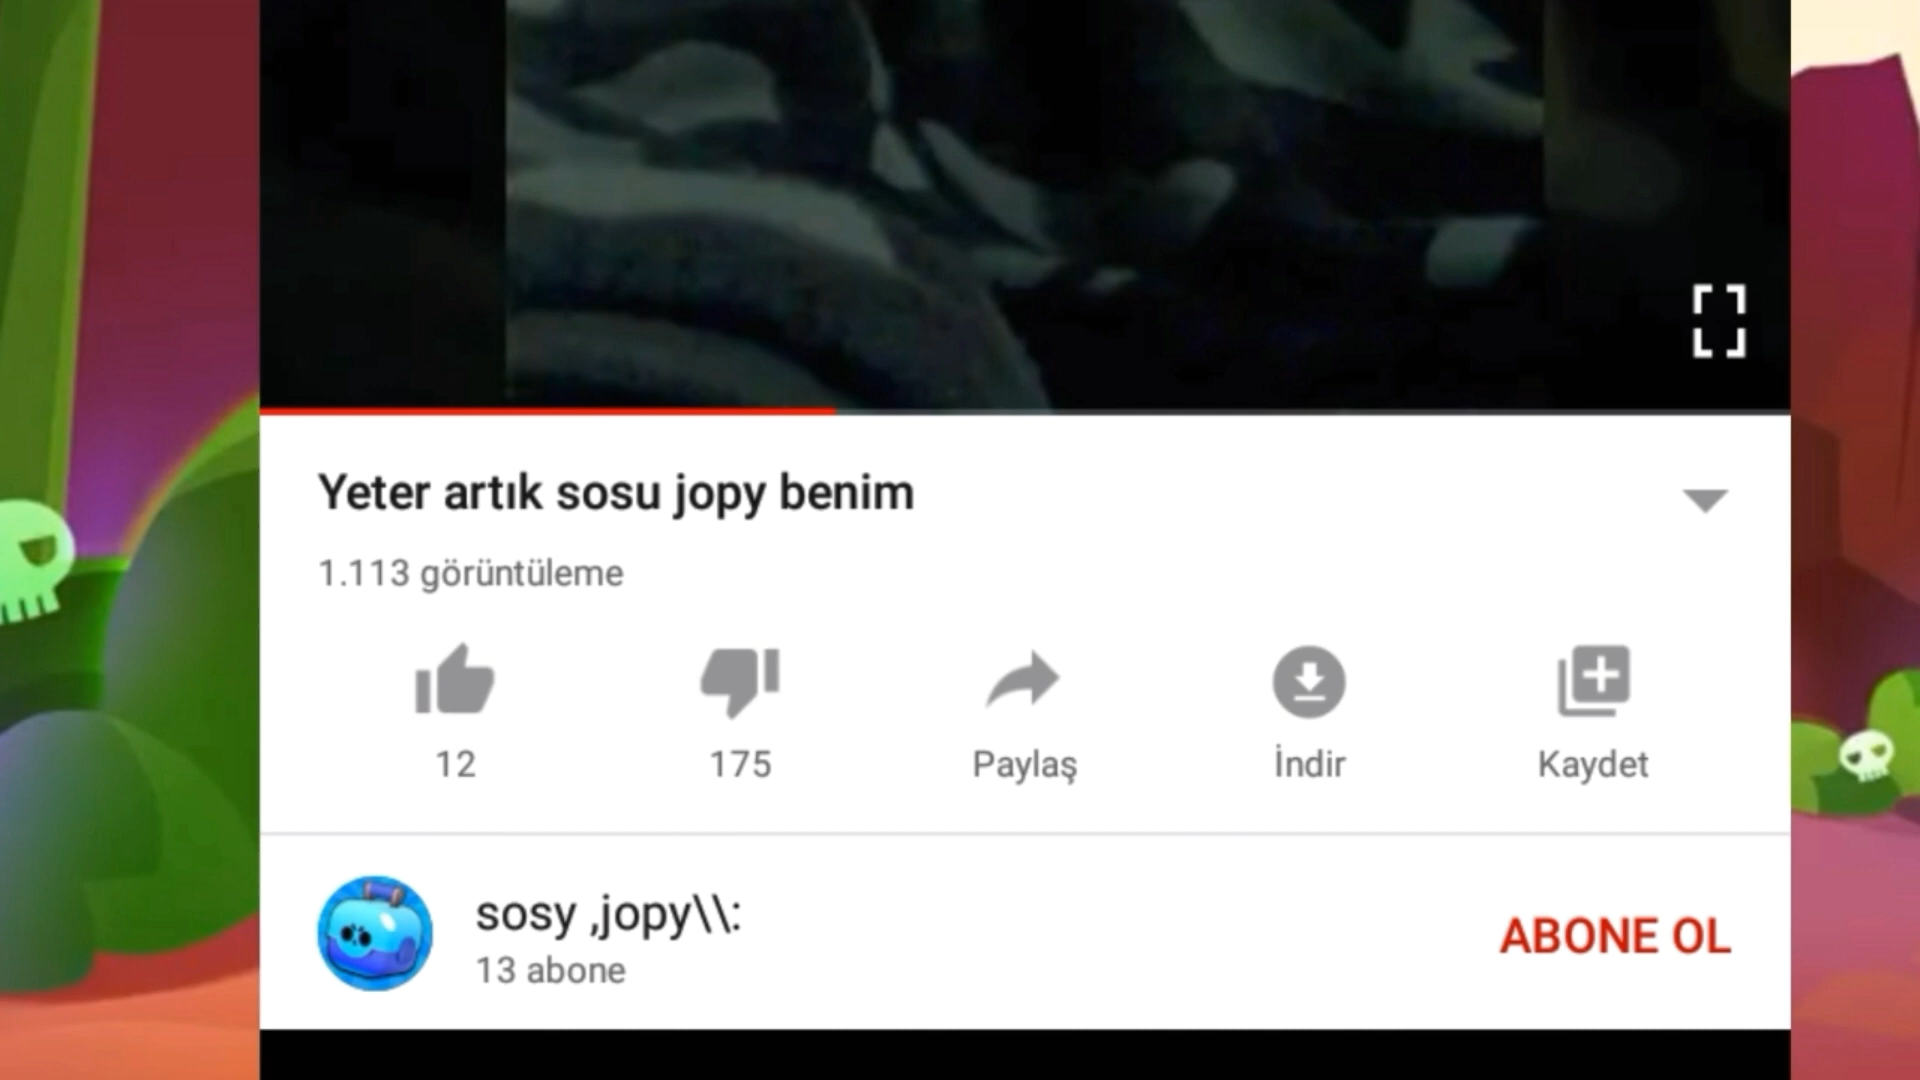 Yeter artık sosu jopy benim
1.113 görüntüleme
12
175
Paylaş
İndir
Kaydet
sosy ,jopy\\:
13 abone
ABONE OL